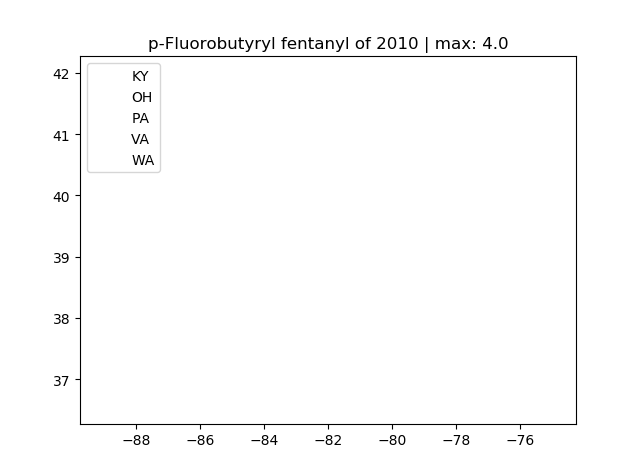 p-Fluorobutyryl fentanyl of 2010 | max: 4.0
42
41
40
39
38
37
KY
OH
PA
VA
WA
−88
−86
−84
−82
−80
−78
−76